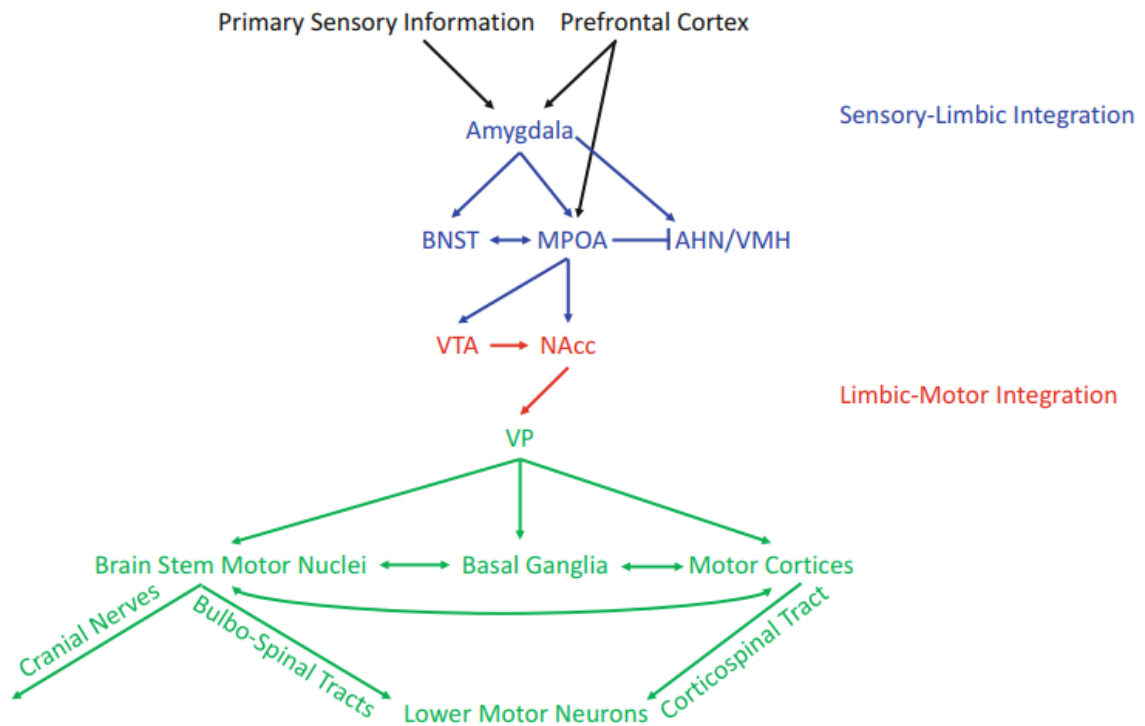 Primary Sensory Information Prefrontal Cortex
Amygdala
Sensory-Limbic Integration
BNST MPOA AHN/VMH
VTA NAcc
Limbic-Motor Integration
VP
Brain Stem Motor Nuclei Basal Ganglia Motor Cortices
Cranial Nerves
Bulbo-Spinal Tracts
Corticospinal Tract
Lower Motor Neurons